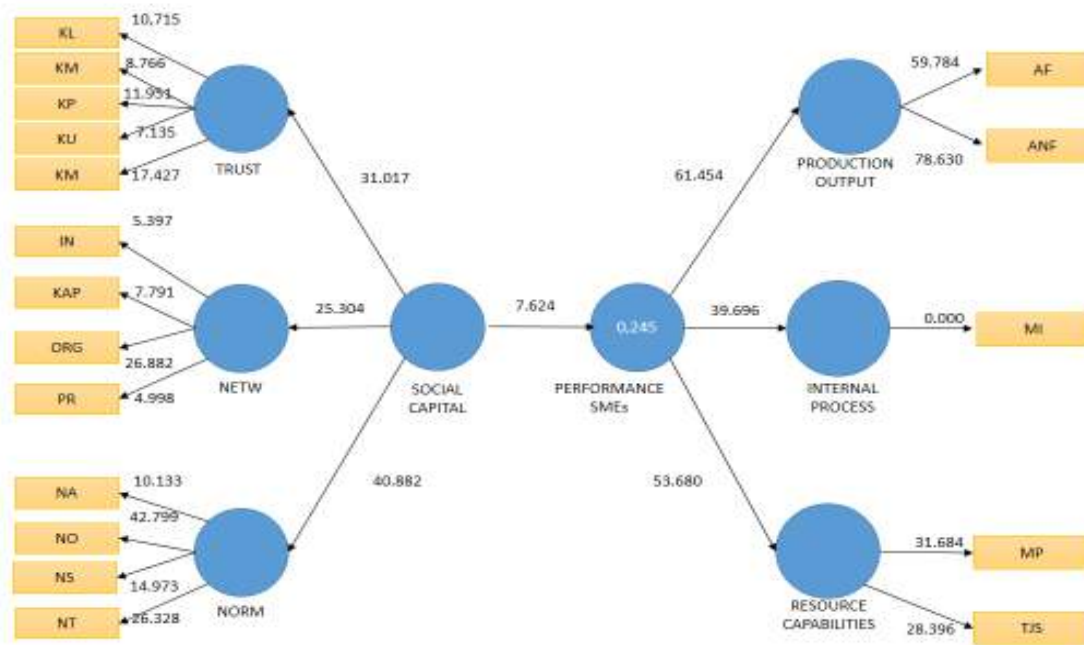 10.715
KL
8.766
KM
11.951
KP
7.135
KU
17.427
KM
TRUST
31.017
5.397
IN
7.791
KAP
ORG
26.882
PR
4.998
NETW
25.304
SOCIAL
CAPITAL
7.624
10.133
NA
42.799
NO
NS
14.973
NT
26.328
NORM
40.882
0,245
PERFORMANCE
SMEs
61.454
PRODUCTION
OUTPUT
59.784
AF
ANF
78.630
39.696
INTERNAL
PROCESS
0.000
MI
53.680
RESOURCE
CAPABILITIES
31.684
MP
28.396
TJS